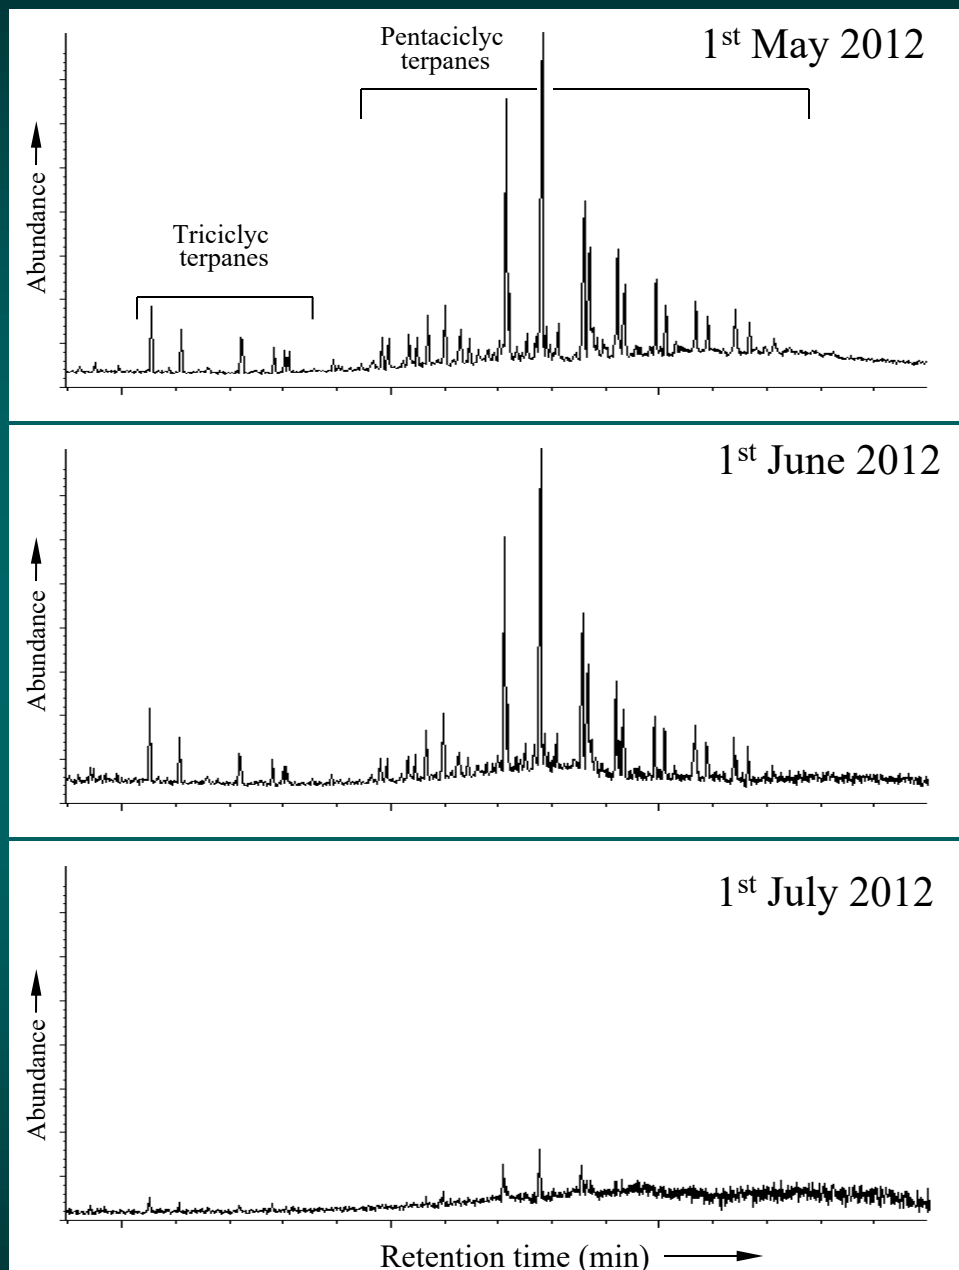 Pentaciclyc
terpanes
1st May 2012
Abundance
Triciclyc
terpanes
1st June 2012
Abundance
1st July 2012
Abundance
Retention time (min)